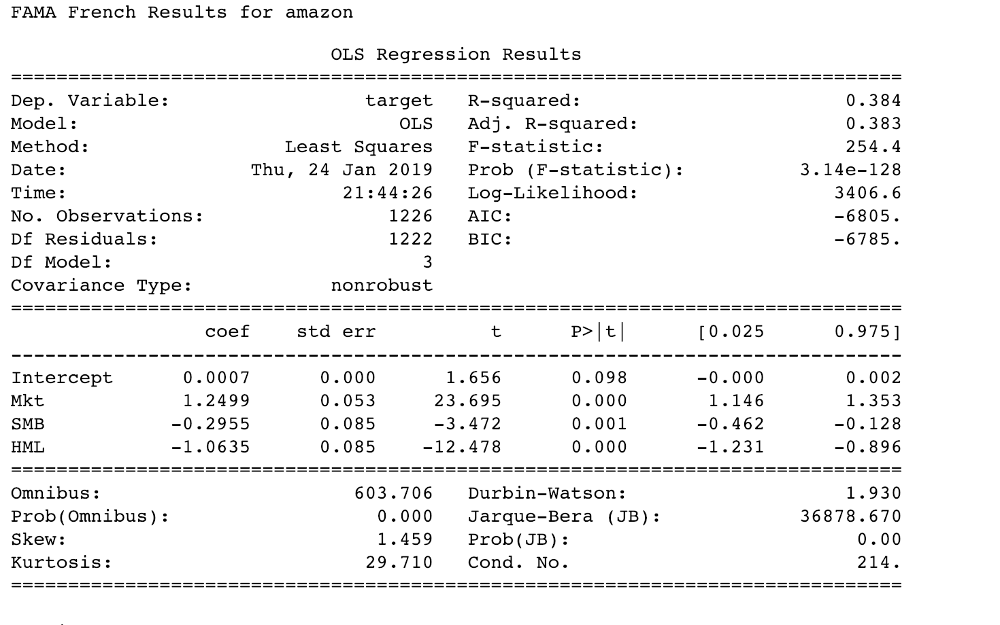 FAMA French Results for amazon
OLS Regression Results
==============================================================================
Dep. Variable: target R-squared: 0.384
Model: OLS Adj. R-squared: 0.383
Method: Least Squares F-statistic: 254.4
Date: Thu, 24 Jan 2019 Prob (F-statistic): 3.14e-128
Time: 21:44:26 Log-Likelihood: 3406.6
No. Observations: 1226 AIC: -6805.
Df Residuals: 1222 BIC: -6785.
Df Model: 3
Covariance Type: nonrobust
==============================================================================
coef std err t P>|t| [0.025 0.975]
------------------------------------------------------------------------------
Intercept 0.0007 0.000 1.656 0.098 -0.000 0.002
Mkt 1.2499 0.053 23.695 0.000 1.146 1.353
SMB -0.2955 0.085 -3.472 0.001 -0.462 -0.128
HML -1.0635 0.085 -12.478 0.000 -1.231 -0.896
==============================================================================
Omnibus: 603.706 Durbin-Watson: 1.930
Prob(Omnibus): 0.000 Jarque-Bera (JB): 36878.670
Skew: 1.459 Prob(JB): 0.00
Kurtosis: 29.710 Cond. No. 214.
==============================================================================